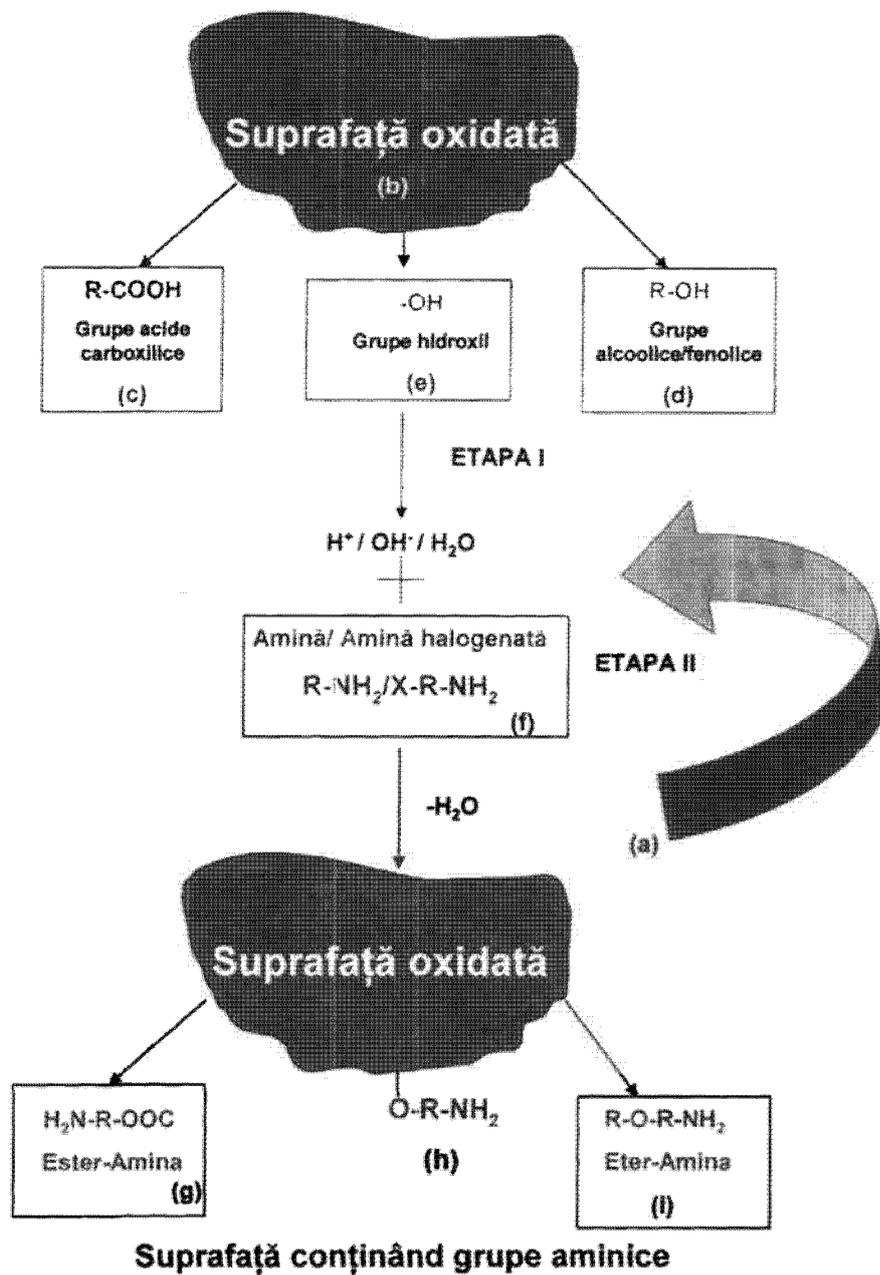 Suprafață oxidată
(b)
R-COOH
Grupe acide
carboxilice
(c)
-OH
Grupe hidroxil
(e)
R-OH
Grupe
alcoolice/fenolice
(d)
ETAPA I
H⁺ / OH⁻ / H₂O
+
Amină/ Amină halogenată
R-NH₂/X-R-NH₂
(f)
ETAPA II
(a)
-H₂O
Suprafață oxidată
H₂N-R-OOC
Ester-Amina
(g)
O-R-NH₂
(h)
R-O-R-NH₂
Eter-Amina
(i)
Suprafață conținând grupe aminice